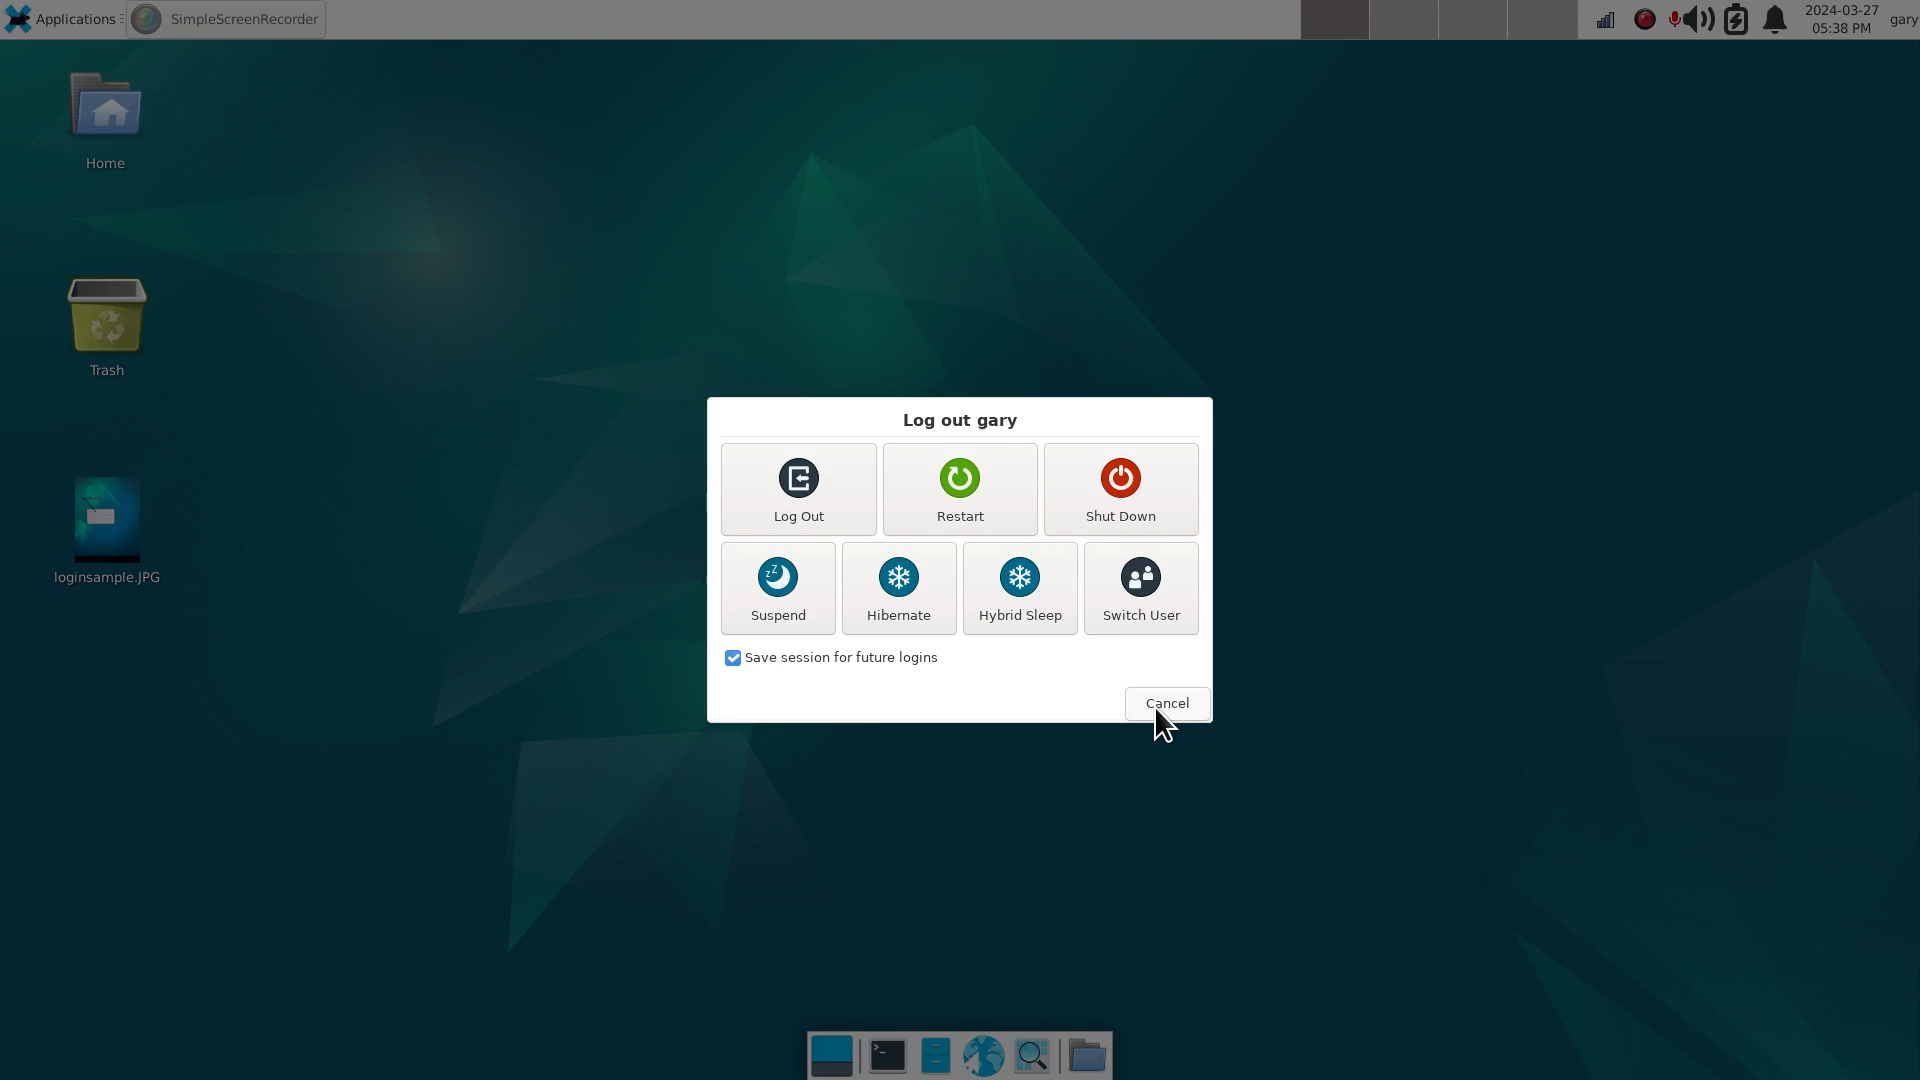 Applications
SimpleScreenRecorder
2024-03-27
05:38 PM
gary
Home
Trash
loginsample.JPG
Log out gary
Log Out
Restart
Shut Down
Suspend
Hibernate
Hybrid Sleep
Switch User
Save session for future logins
Cancel